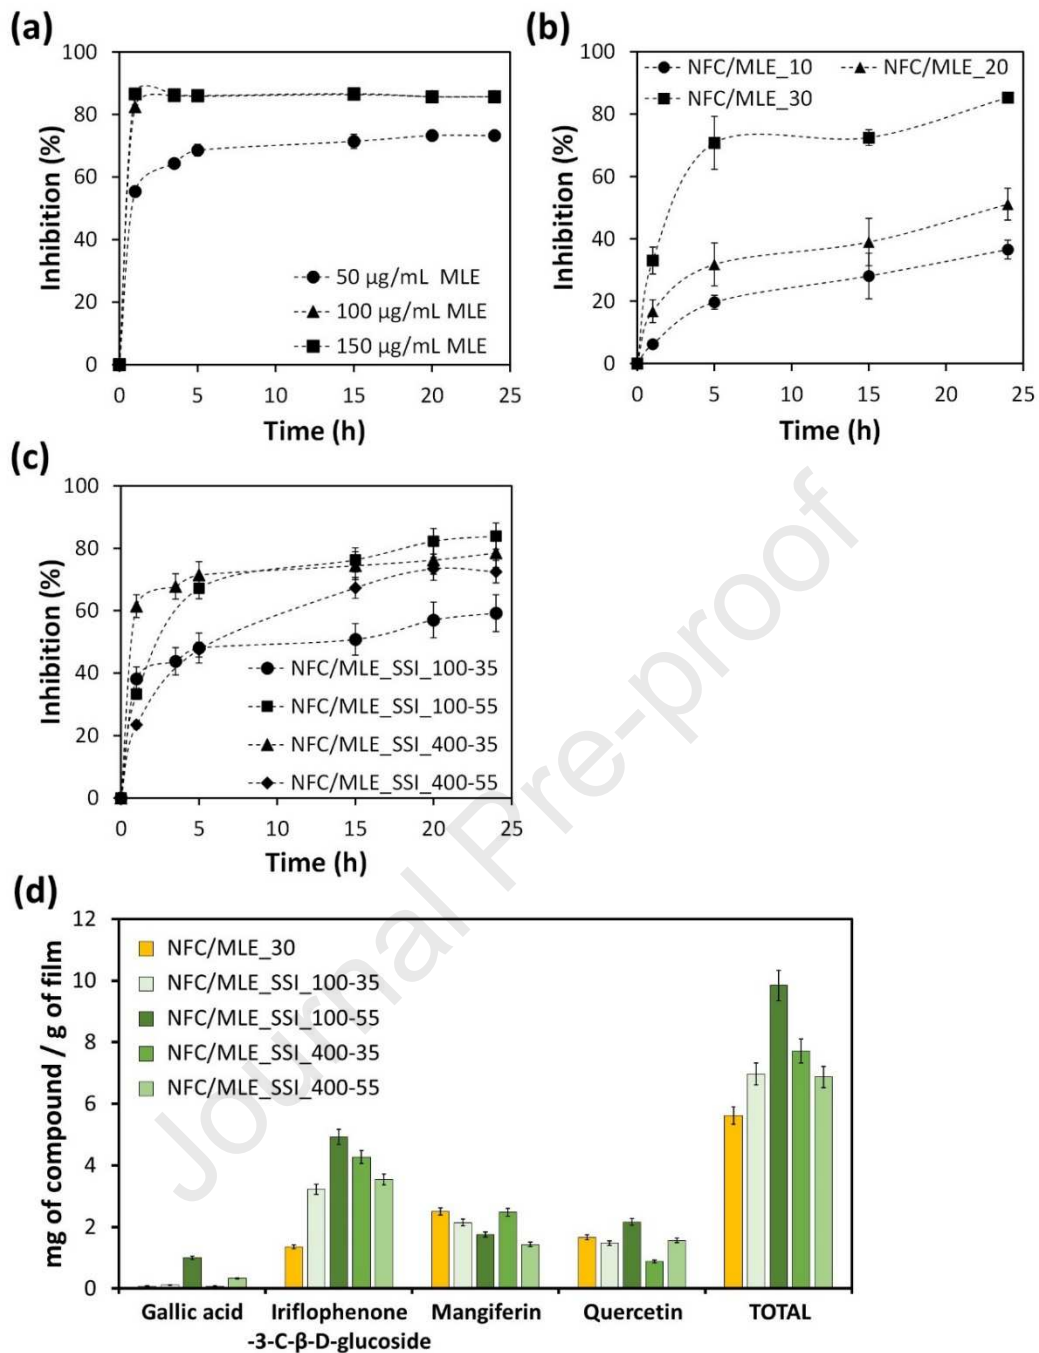 (a)
100
80
60
40
20
0
Inhibition (%)
50 μg/mL MLE
100 μg/mL MLE
150 μg/mL MLE
0 5 10 15 20 25
Time (h)
(b)
100
80
60
40
20
0
Inhibition (%)
NFC/MLE_10 NFC/MLE_20
NFC/MLE_30
0 5 10 15 20 25
Time (h)
(c)
100
80
60
40
20
0
Inhibition (%)
NFC/MLE_SSI_100-35
NFC/MLE_SSI_100-55
NFC/MLE_SSI_400-35
NFC/MLE_SSI_400-55
0 5 10 15 20 25
Time (h)
(d)
12
10
8
6
4
2
0
mg of compound / g of film
NFC/MLE_30
NFC/MLE_SSI_100-35
NFC/MLE_SSI_100-55
NFC/MLE_SSI_400-35
NFC/MLE_SSI_400-55
Gallic acid Iriflophenone Mangiferin Quercetin TOTAL
-3-C-β-D-glucoside
Journal Pre-proof